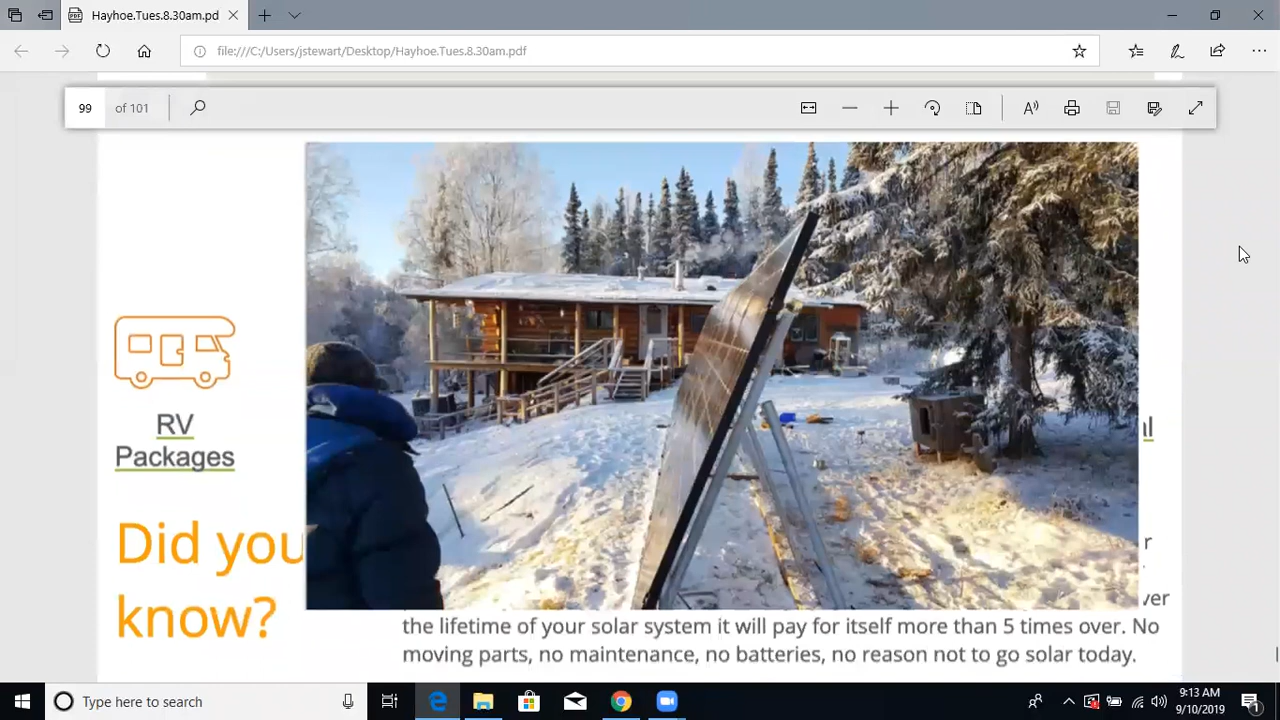 Hayhoe.Tues.8.30am.pd
file:///C:/Users/jstewart/Desktop/Hayhoe.Tues.8.30am.pdf
99 of 101
RV
Packages
Did you
know?
the lifetime of your solar system it will pay for itself more than 5 times over. No
moving parts, no maintenance, no batteries, no reason not to go solar today.
Type here to search
9:13 AM
9/10/2019